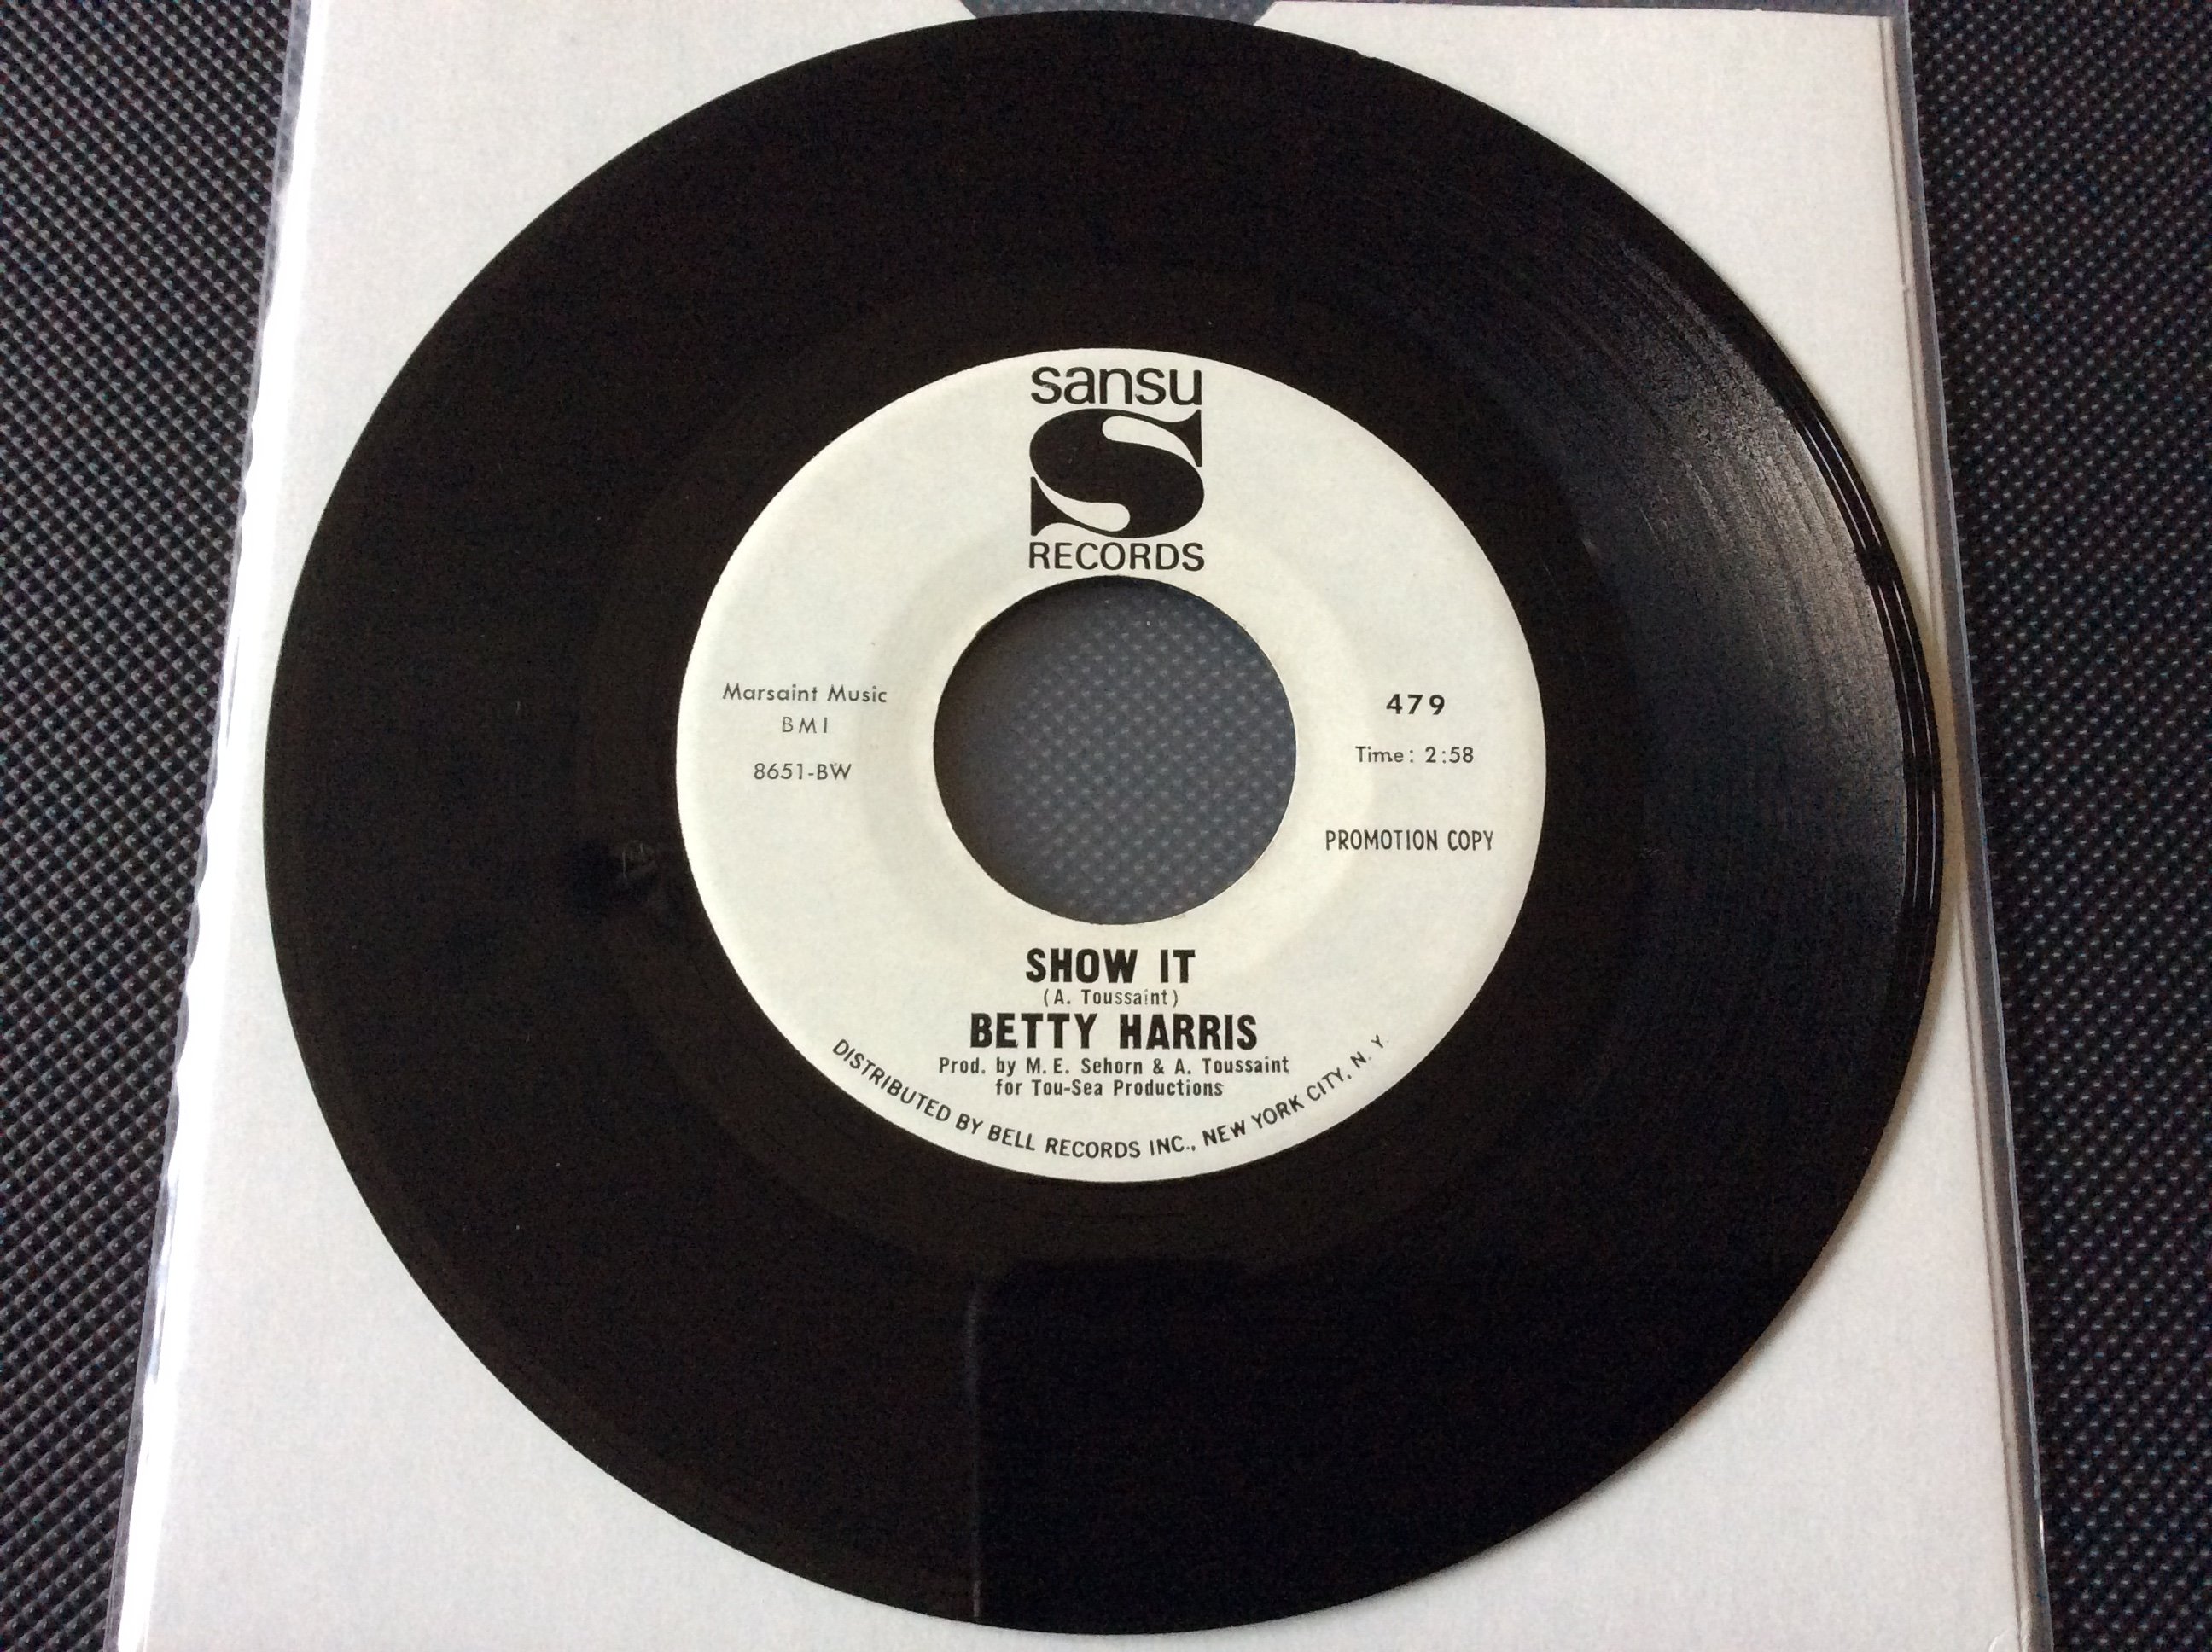 sansu
S
RECORDS
Marsaint Music
BMI
8651-BW
479
Time: 2:58
PROMOTION COPY
SHOW IT
(A. Toussaint)
BETTY HARRIS
Prod. by M. E. Sehorn & A. Toussaint
for Tou-Sea Productions
DISTRIBUTED BY BELL RECORDS INC., NEW YORK CITY, N. Y.